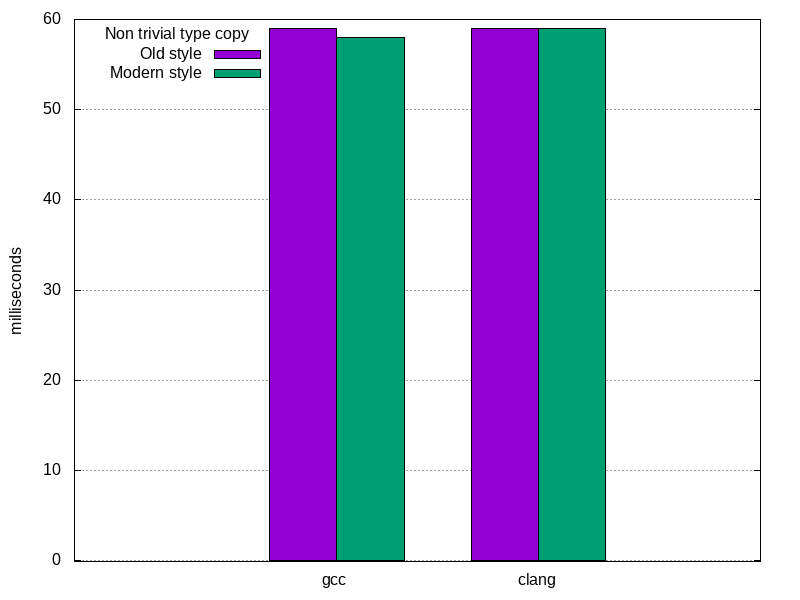 Non trivial type copy
Old style
Modern style
60
50
40
30
20
10
0
milliseconds
gcc
clang